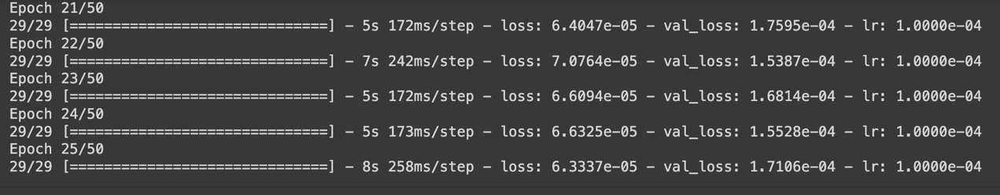 Epoch 21/50
29/29 [==============================] - 5s 172ms/step - loss: 6.4047e-05 - val_loss: 1.7595e-04 - lr: 1.0000e-04
Epoch 22/50
29/29 [==============================] - 7s 242ms/step - loss: 7.0764e-05 - val_loss: 1.5387e-04 - lr: 1.0000e-04
Epoch 23/50
29/29 [==============================] - 5s 172ms/step - loss: 6.6094e-05 - val_loss: 1.6814e-04 - lr: 1.0000e-04
Epoch 24/50
29/29 [==============================] - 5s 173ms/step - loss: 6.6325e-05 - val_loss: 1.5528e-04 - lr: 1.0000e-04
Epoch 25/50
29/29 [==============================] - 8s 258ms/step - loss: 6.3337e-05 - val_loss: 1.7106e-04 - lr: 1.0000e-04